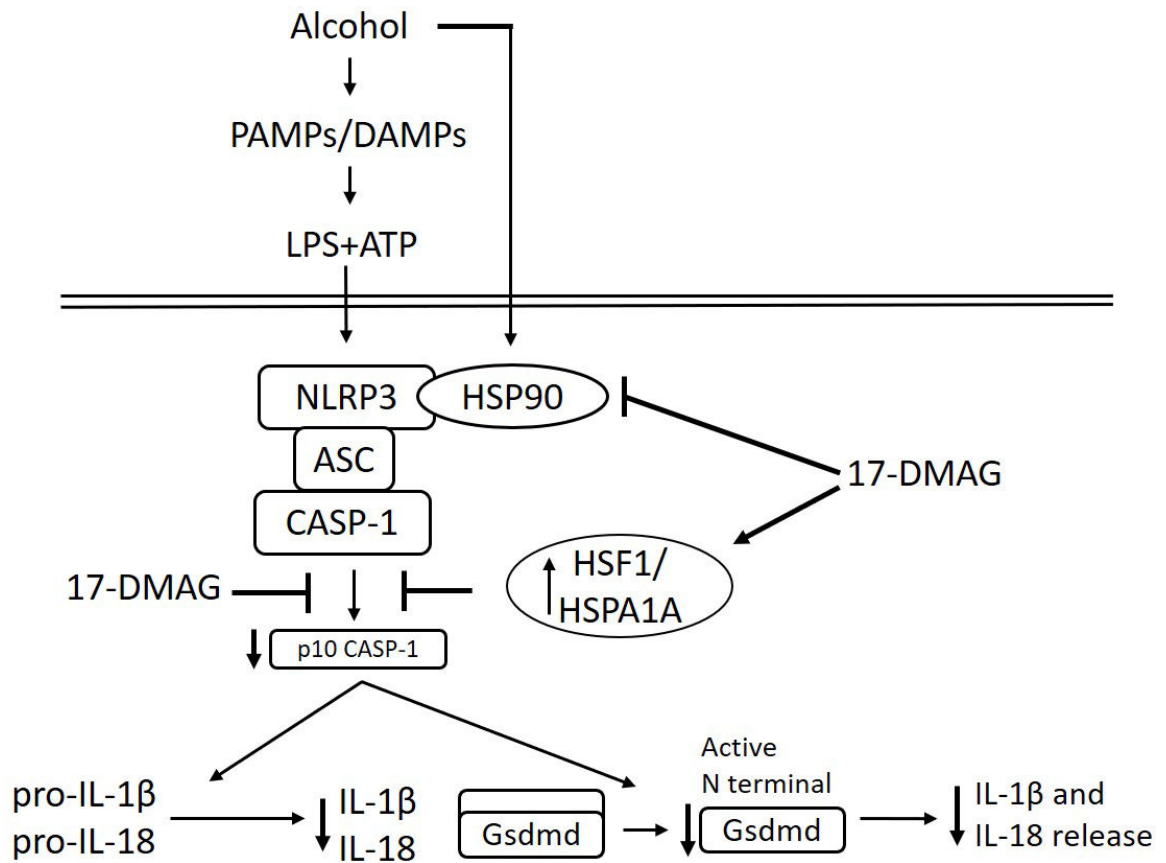 Alcohol
PAMPs/DAMPs
LPS+ATP
NLRP3
HSP90
ASC
17-DMAG
CASP-1
HSF1/
HSPA1A
17-DMAG
p10 CASP-1
Active
N terminal
pro-IL-1β
pro-IL-18
IL-1β
IL-18
Gsdmd
Gsdmd
IL-1β and
IL-18 release